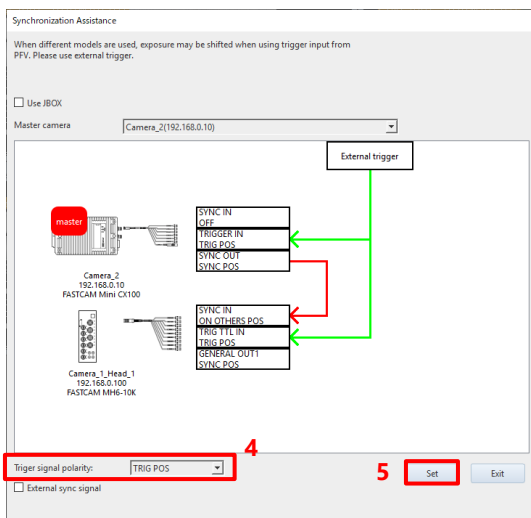 Synchronization Assistance
When different models are used, exposure may be shifted when using trigger input from
PFV. Please use external trigger.
Use JBOX
Master camera
Camera_2(192.168.0.10)
External trigger
master
SYNC IN
OFF
TRIGGER IN
TRIG POS
SYNC OUT
SYNC POS
Camera_2
192.168.0.10
FASTCAM Mini CX100
SYNC IN
ON OTHERS POS
TRIG TTL IN
TRIG POS
GENERAL OUT1
SYNC POS
Camera_1_Head_1
192.168.0.100
FASTCAM MH6-10K
4
Triger signal polarity:
TRIG POS
5
Set
Exit
External sync signal